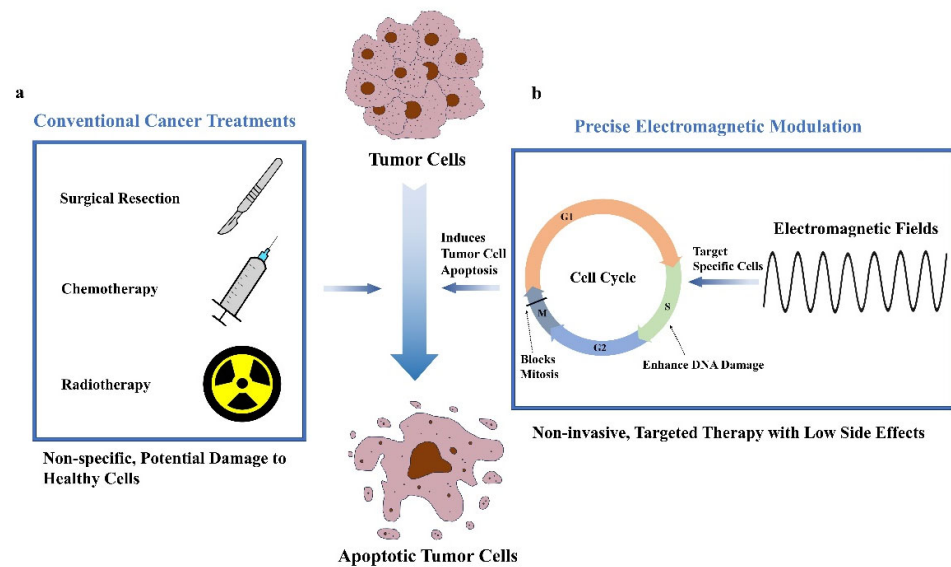 a
Conventional Cancer Treatments
Surgical Resection
Chemotherapy
Radiotherapy
Non-specific, Potential Damage to
Healthy Cells
Tumor Cells
Induces
Tumor Cell
Apoptosis
Apoptotic Tumor Cells
b
Precise Electromagnetic Modulation
G1
Cell Cycle
S
M
G2
Blocks
Mitosis
Enhance DNA Damage
Target
Specific Cells
Electromagnetic Fields
Non-invasive, Targeted Therapy with Low Side Effects